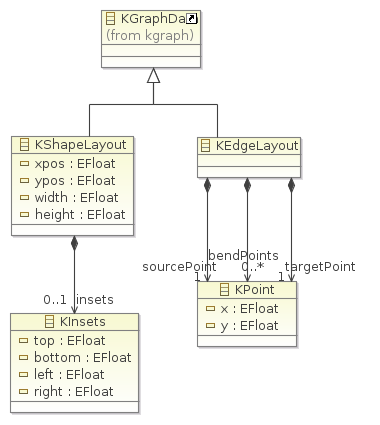 KGraphData
(from kgraph)
KShapeLayout
xpos : EFloat
ypos : EFloat
width : EFloat
height : EFloat
KEdgeLayout
bendPoints
sourcePoint 0..* targetPoint
1 1
0..1 insets
KInsets
top : EFloat
bottom : EFloat
left : EFloat
right : EFloat
KPoint
x : EFloat
y : EFloat